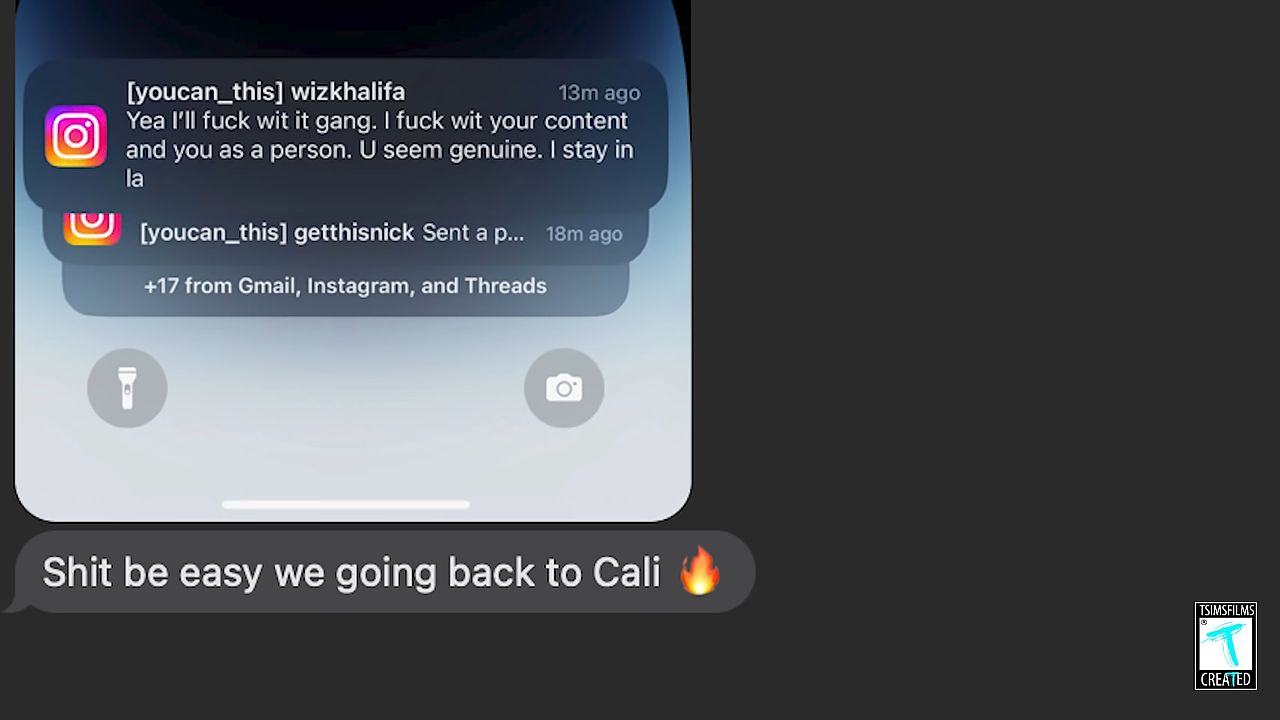 [youcan_this] wizkhalifa 13m ago
Yea I’ll fuck wit it gang. I fuck wit your content
and you as a person. U seem genuine. I stay in
la
[youcan_this] getthisnick Sent a p... 18m ago
+17 from Gmail, Instagram, and Threads
Shit be easy we going back to Cali 🔥
TSIMSFILMS
®
T
CREATED